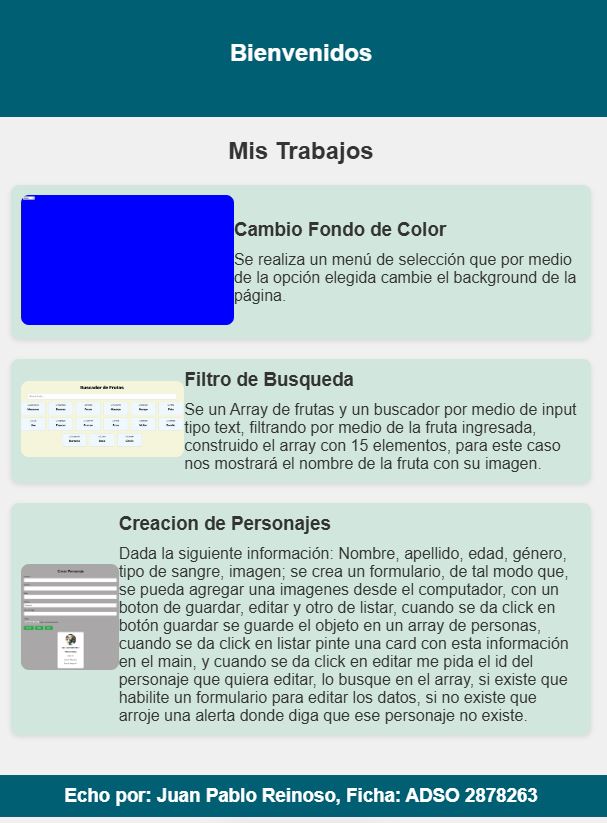 Bienvenidos
Mis Trabajos
Cambio Fondo de Color
Se realiza un menú de selección que por medio
de la opción elegida cambie el background de la
página.
Buscador de Frutas
Filtro de Busqueda
Se un Array de frutas y un buscador por medio de input
tipo text, filtrando por medio de la fruta ingresada,
construido el array con 15 elementos, para este caso
nos mostrará el nombre de la fruta con su imagen.
Crear Personaje
Creacion de Personajes
Dada la siguiente información: Nombre, apellido, edad, género,
tipo de sangre, imagen; se crea un formulario, de tal modo que,
se pueda agregar una imagenes desde el computador, con un
boton de guardar, editar y otro de listar, cuando se da click en
botón guardar se guarde el objeto en un array de personas,
cuando se da click en listar pinte una card con esta información
en el main, y cuando se da click en editar me pida el id del
personaje que quiera editar, lo busque en el array, si existe que
habilite un formulario para editar los datos, si no existe que
arroje una alerta donde diga que ese personaje no existe.
Echo por: Juan Pablo Reinoso, Ficha: ADSO 2878263